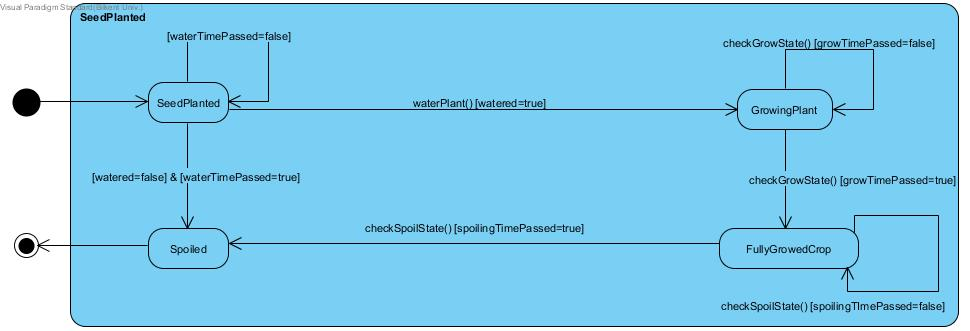 Visual Paradigm Standard(Bilkent Univ.)
SeedPlanted
[waterTimePassed=false]
checkGrowState() [growTimePassed=false]
SeedPlanted
waterPlant() [watered=true]
GrowingPlant
[watered=false] & [waterTimePassed=true]
checkGrowState() [growTimePassed=true]
checkSpoilState() [spoilingTimePassed=true]
Spoiled
FullyGrowedCrop
checkSpoilState() [spoilingTImePassed=false]